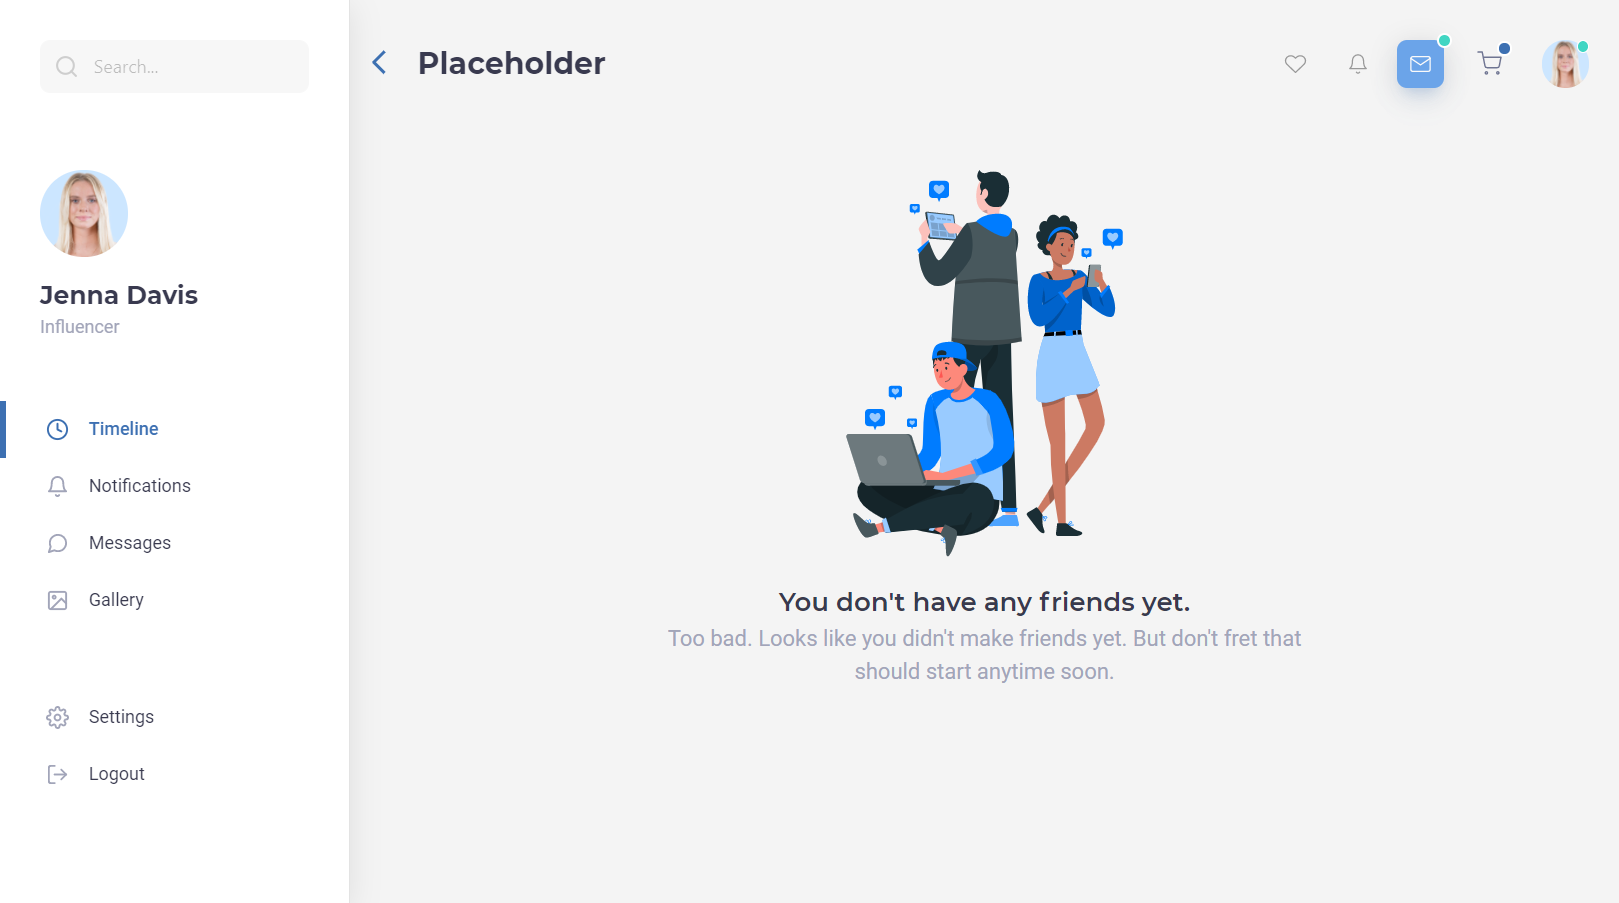 Search...
Placeholder
Jenna Davis
Influencer
Timeline
Notifications
Messages
Gallery
Settings
Logout
You don't have any friends yet.
Too bad. Looks like you didn't make friends yet. But don't fret that
should start anytime soon.